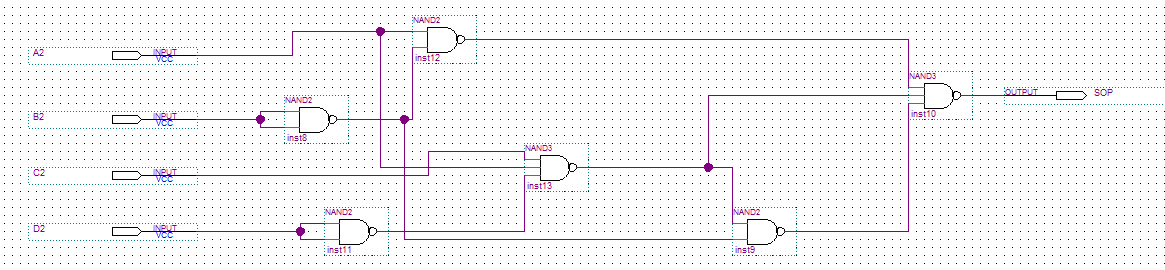 NAND2
A2 INPUT VCC
inst12
NAND3
OUTPUT SOP
NAND2
B2 INPUT VCC
inst10
inst8
NAND3
C2 INPUT VCC
inst13
NAND2
NAND2
D2 INPUT VCC
inst11
inst9